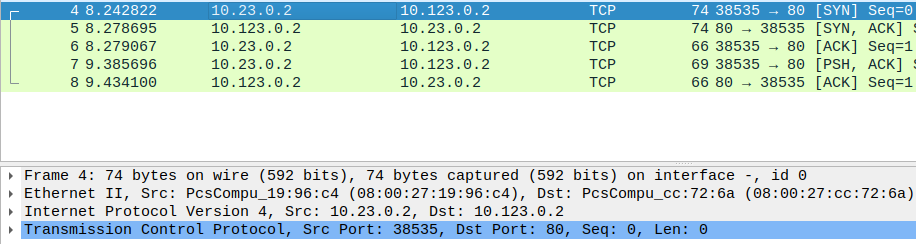 4 8.242822 10.23.0.2 10.123.0.2 TCP 74 38535 → 80 [SYN] Seq=0
5 8.278695 10.123.0.2 10.23.0.2 TCP 74 80 → 38535 [SYN, ACK] S
6 8.279067 10.23.0.2 10.123.0.2 TCP 66 38535 → 80 [ACK] Seq=1
7 9.385696 10.23.0.2 10.123.0.2 TCP 69 38535 → 80 [PSH, ACK] S
8 9.434100 10.123.0.2 10.23.0.2 TCP 66 80 → 38535 [ACK] Seq=1
Frame 4: 74 bytes on wire (592 bits), 74 bytes captured (592 bits) on interface -, id 0
Ethernet II, Src: PcsCompu_19:96:c4 (08:00:27:19:96:c4), Dst: PcsCompu_cc:72:6a (08:00:27:cc:72:6a)
Internet Protocol Version 4, Src: 10.23.0.2, Dst: 10.123.0.2
Transmission Control Protocol, Src Port: 38535, Dst Port: 80, Seq: 0, Len: 0